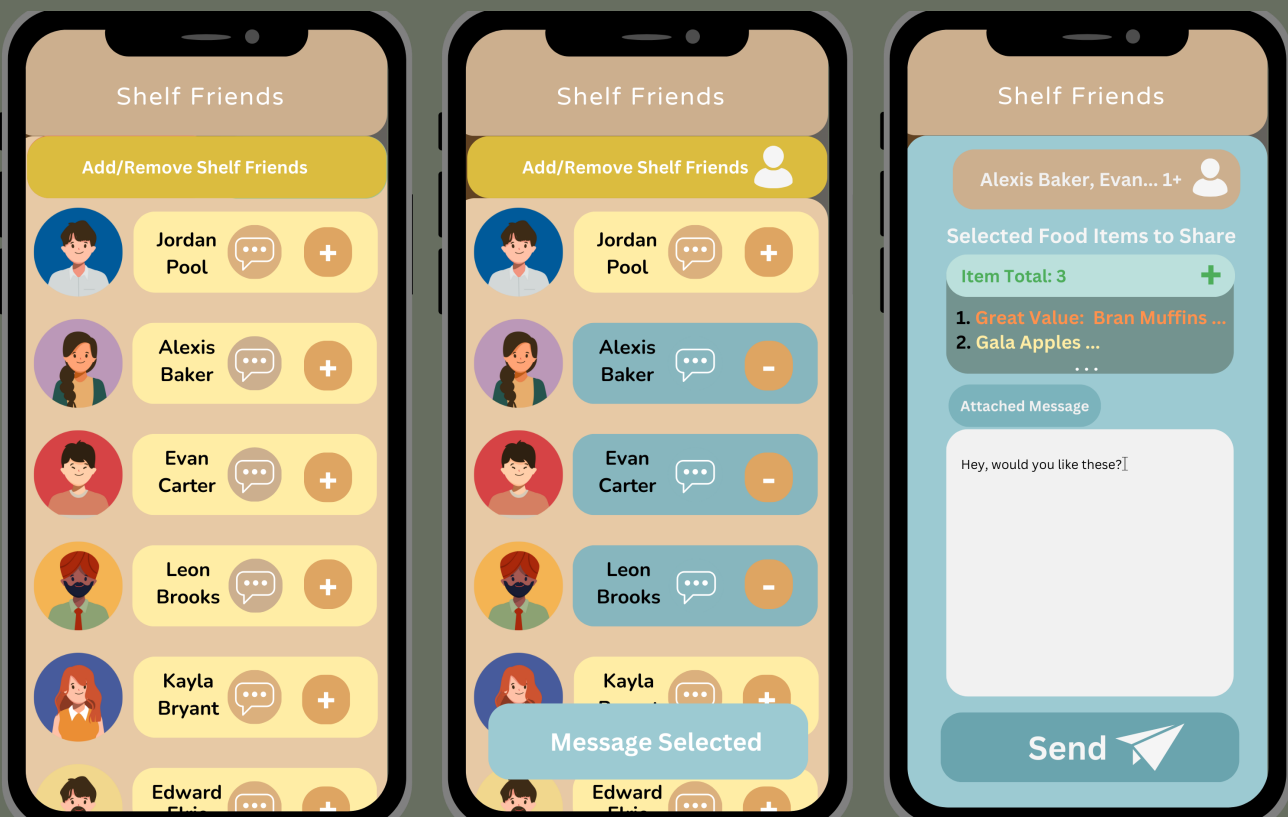 Shelf Friends
Add/Remove Shelf Friends
Jordan
Pool
+
Alexis
Baker
+
Evan
Carter
+
Leon
Brooks
+
Kayla
Bryant
+
Edward
+
Shelf Friends
Add/Remove Shelf Friends
Jordan
Pool
+
Alexis
Baker
-
Evan
Carter
-
Leon
Brooks
-
Kayla
+
Message Selected
Edward
+
Shelf Friends
Alexis Baker, Evan... 1+
Selected Food Items to Share
Item Total: 3
+
1. Great Value: Bran Muffins ...
2. Gala Apples ...
...
Attached Message
Hey, would you like these?
Send